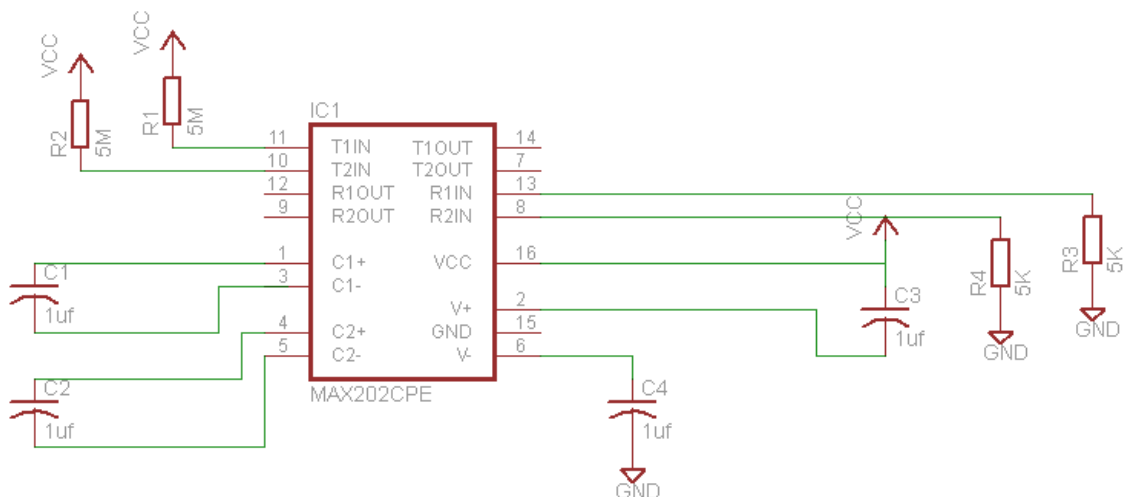 VCC
VCC
R2
5M
R1
5M
IC1
11 T1IN T1OUT 14
10 T2IN T2OUT 7
12 R1OUT R1IN 13
9 R2OUT R2IN 8
1 C1+ VCC 16
3 C1-
V+ 2
4 C2+ GND 15
5 C2- V- 6
MAX202CPE
C1
1uf
C2
1uf
VCC
C3
1uf
C4
1uf
GND
R4
5K
GND
R3
5K
GND